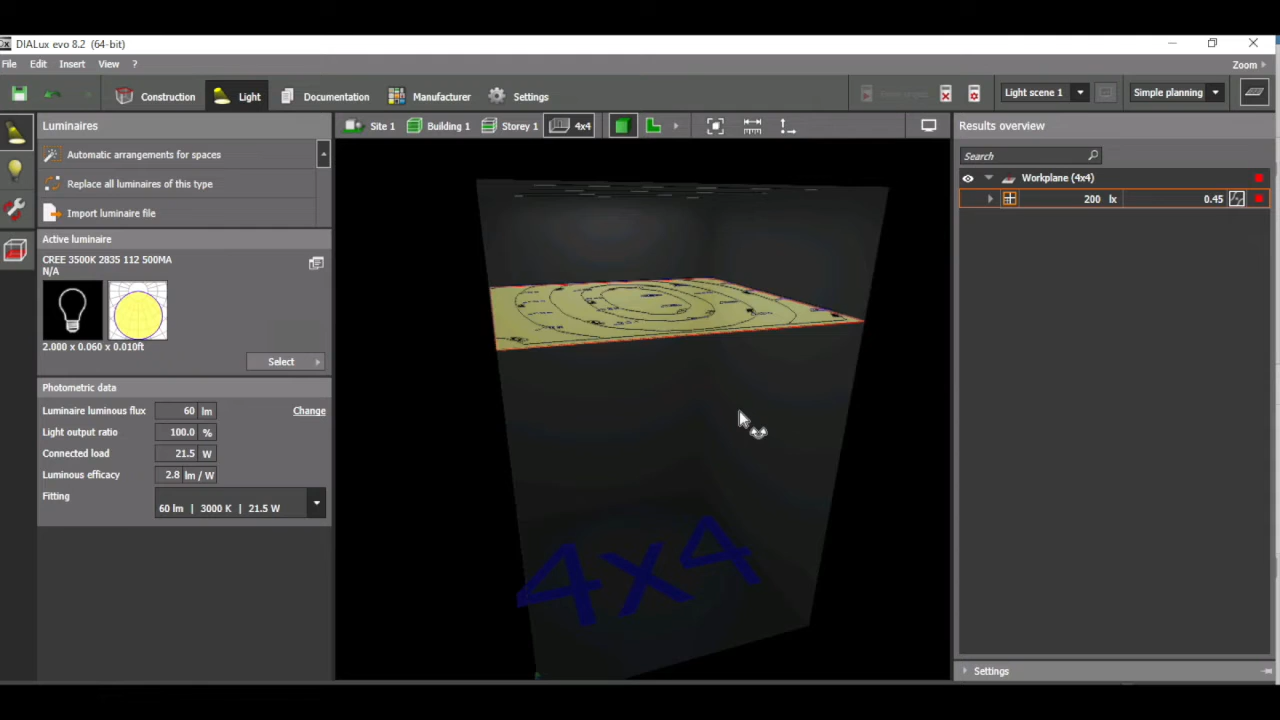 DIALux evo 8.2 (64-bit)
File Edit Insert View ?
Zoom
Construction Light Documentation Manufacturer Settings
Light scene 1 Simple planning
Luminaires
Site 1 Building 1 Storey 1 4x4
Results overview
Automatic arrangements for spaces
Replace all luminaires of this type
Import luminaire file
Search
Workplane (4x4)
200 lx 0.45
Active luminaire
CREE 3500K 2835 112 500MA
N/A
2.000 x 0.060 x 0.010ft
Select
Photometric data
Luminaire luminous flux 60 lm Change
Light output ratio 100.0 %
Connected load 21.5 W
Luminous efficacy 2.8 lm / W
Fitting
60 lm | 3000 K | 21.5 W
4x4
Settings